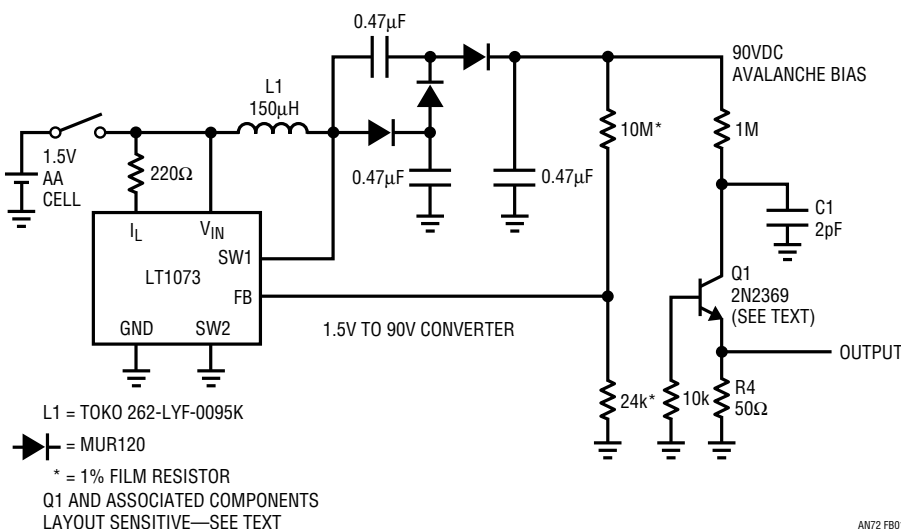 0.47µF
90VDC
AVALANCHE BIAS
L1
150µH
10M*
1M
1.5V
AA
CELL
220Ω
0.47µF
0.47µF
C1
2pF
I_L
V_IN
SW1
LT1073
FB
GND
SW2
Q1
2N2369
(SEE TEXT)
1.5V TO 90V CONVERTER
OUTPUT
24k*
10k
R4
50Ω
L1 = TOKO 262-LYF-0095K
= MUR120
* = 1% FILM RESISTOR
Q1 AND ASSOCIATED COMPONENTS
LAYOUT SENSITIVE—SEE TEXT